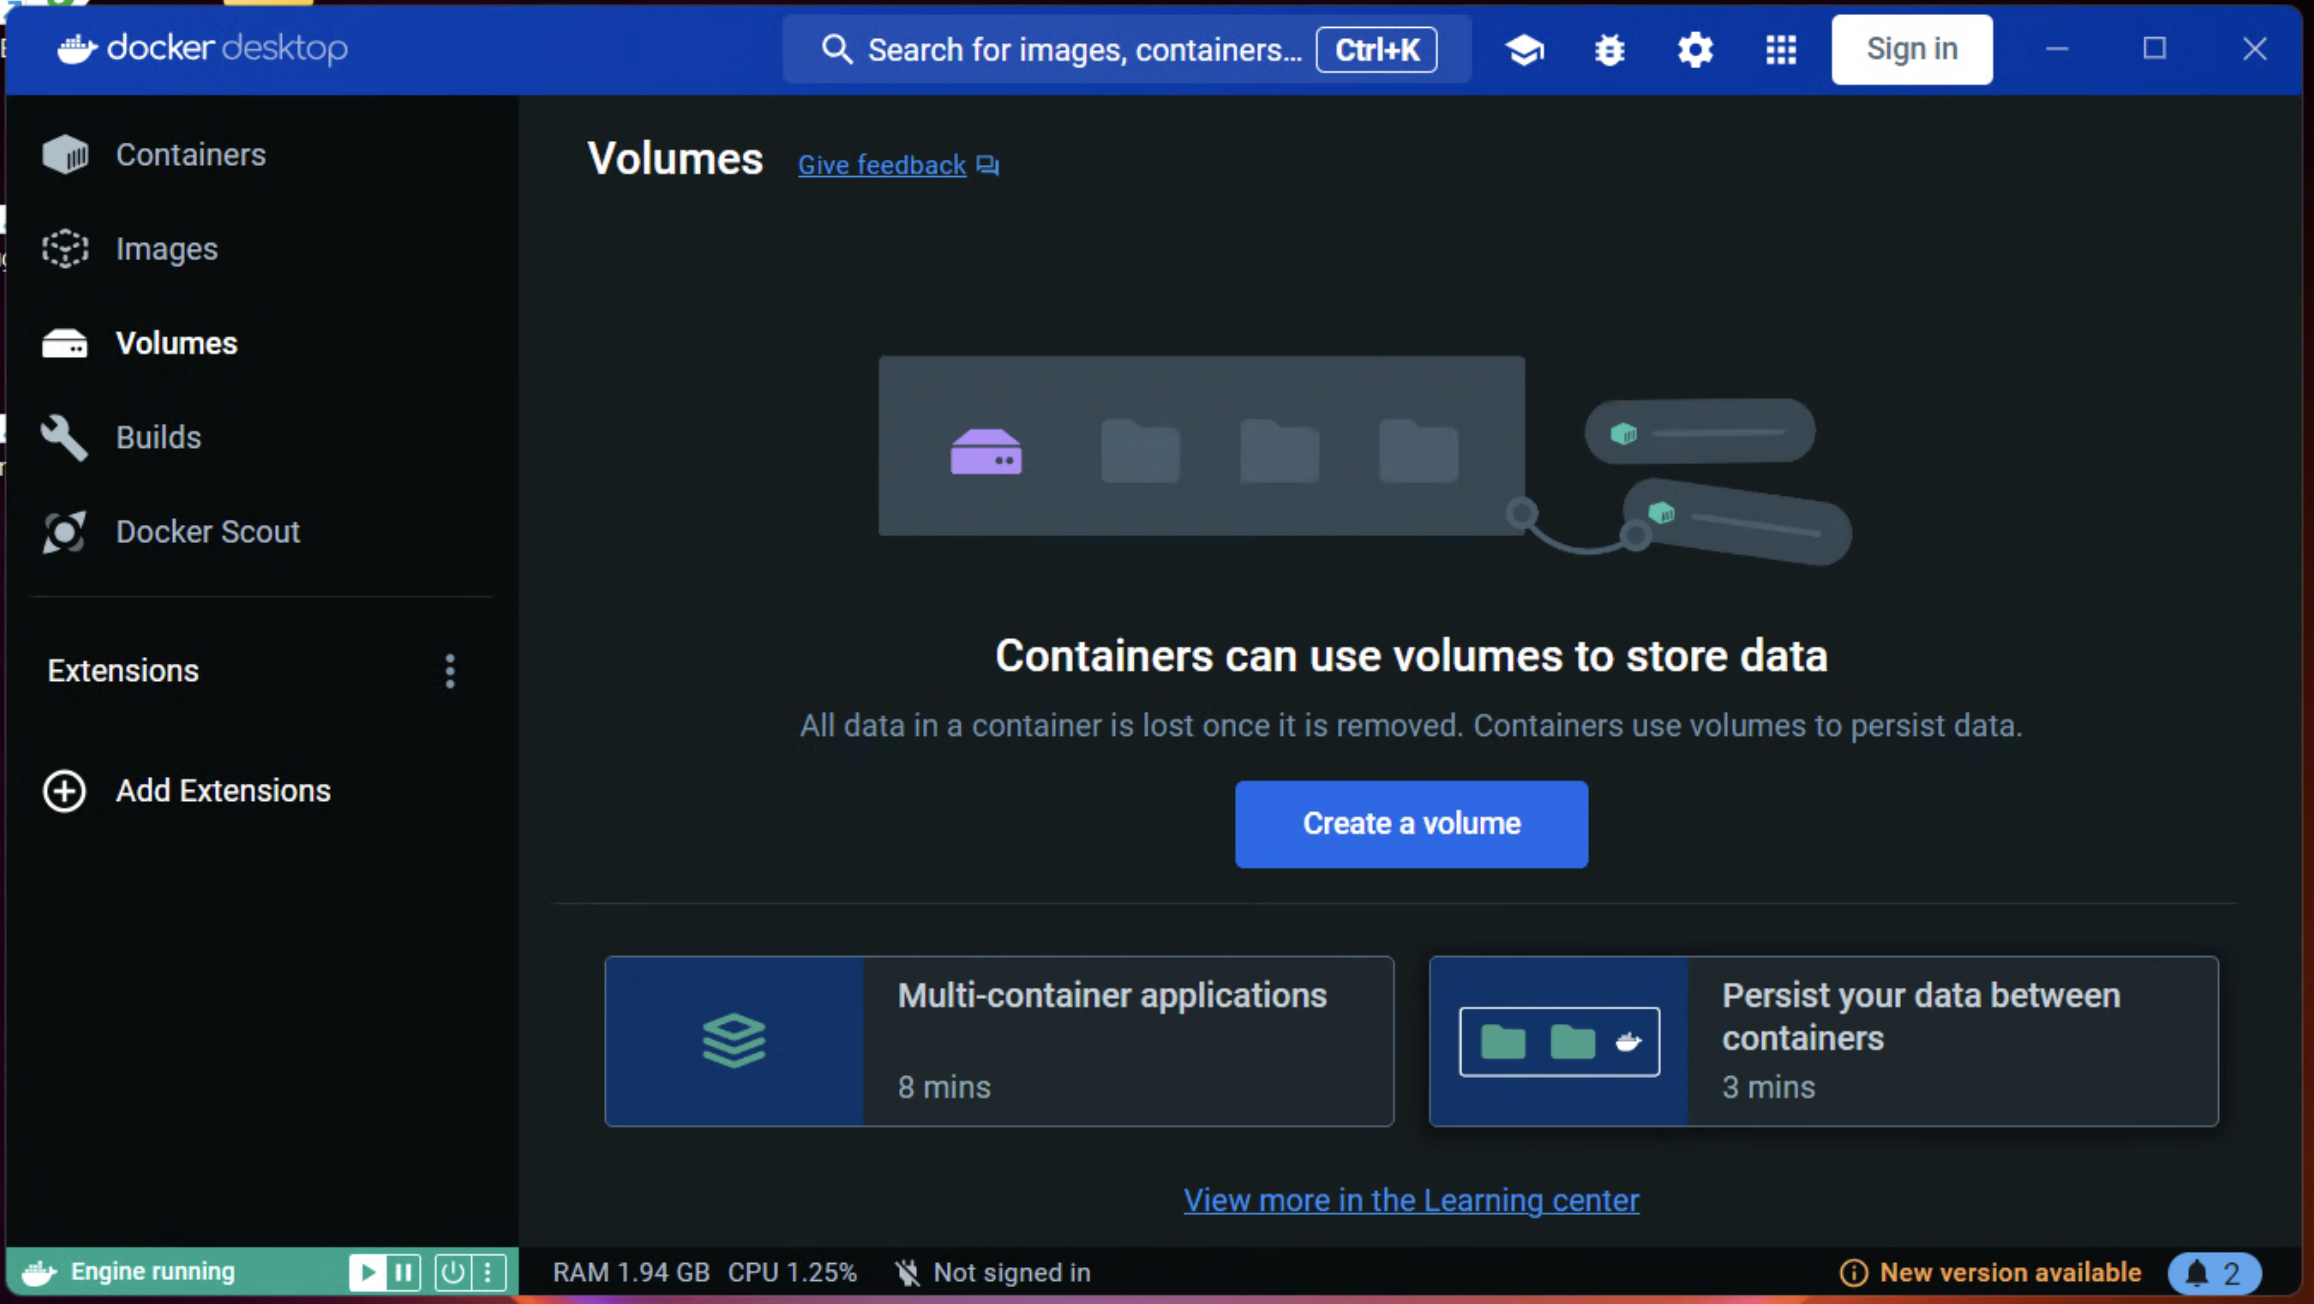 docker desktop
Search for images, containers... Ctrl+K
Sign in
Containers
Images
Volumes
Builds
Docker Scout
Extensions
Add Extensions
Volumes Give feedback
Containers can use volumes to store data
All data in a container is lost once it is removed. Containers use volumes to persist data.
Create a volume
Multi-container applications
8 mins
Persist your data between
containers
3 mins
View more in the Learning center
Engine running
RAM 1.94 GB CPU 1.25% Not signed in
New version available 2